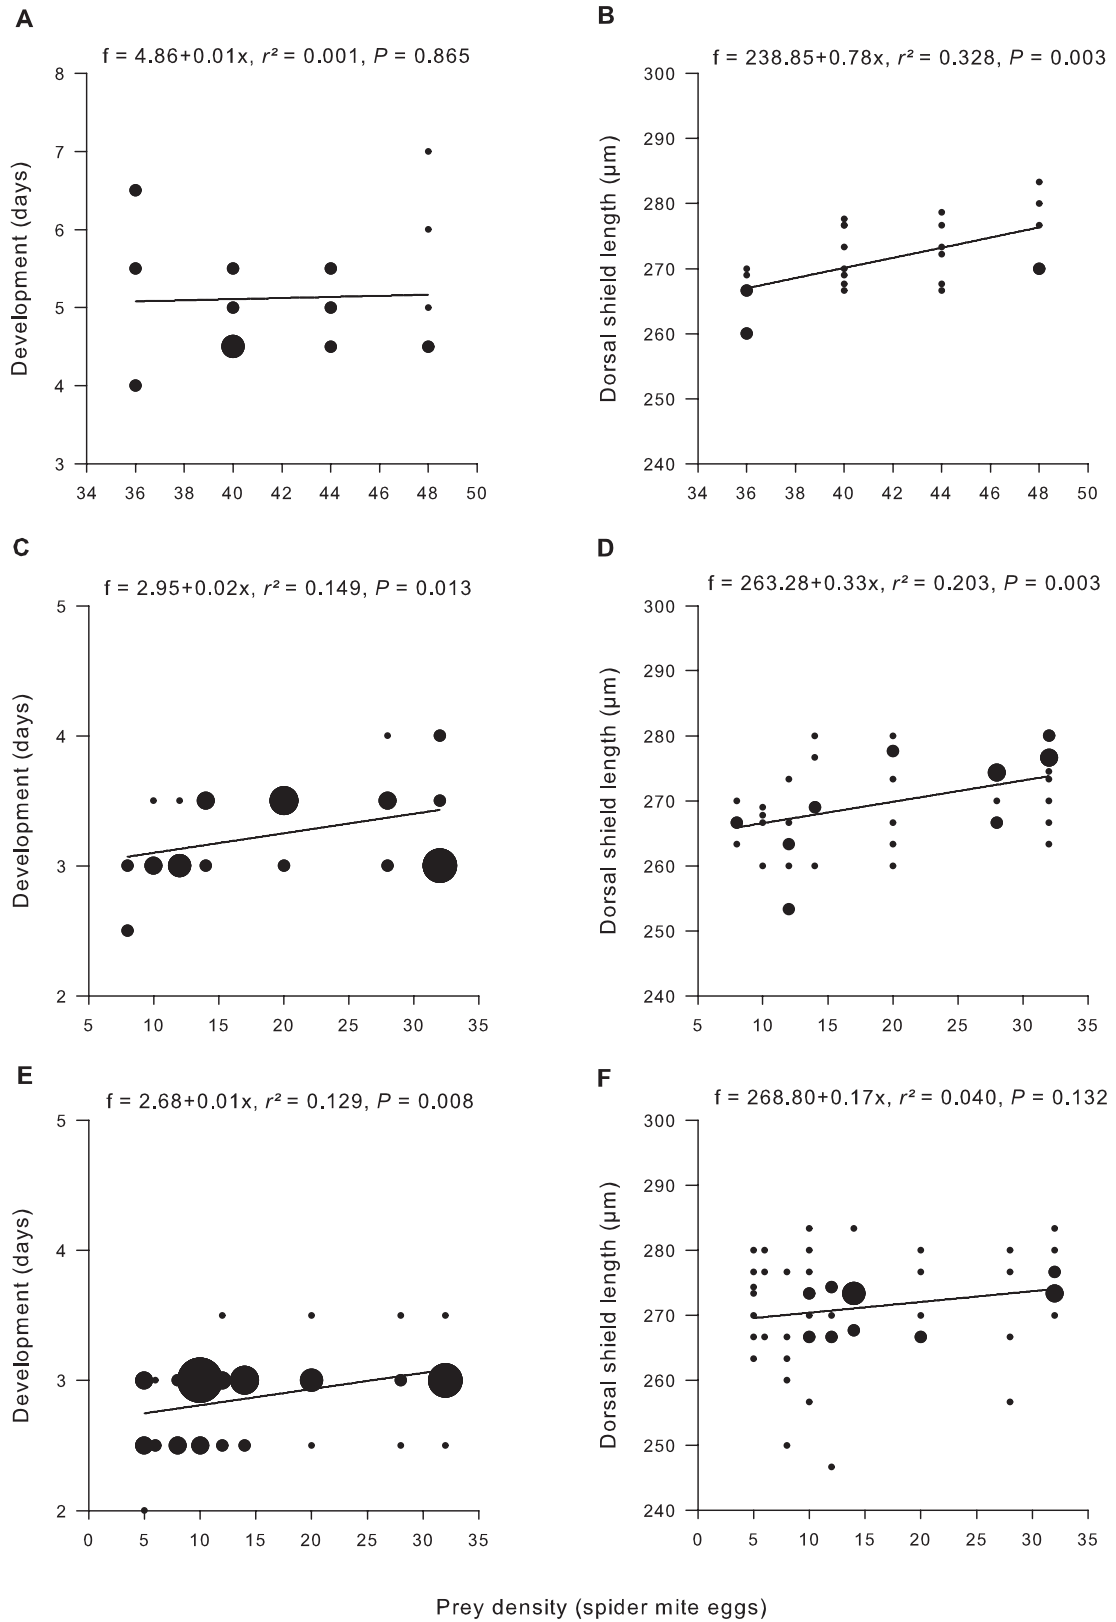 A
f = 4.86+0.01x, r² = 0.001, P = 0.865
8
7
6
5
4
3
Development (days)
34 36 38 40 42 44 46 48 50
B
f = 238.85+0.78x, r² = 0.328, P = 0.003
300
290
280
270
260
250
240
Dorsal shield length (µm)
34 36 38 40 42 44 46 48 50
C
f = 2.95+0.02x, r² = 0.149, P = 0.013
5
4
3
2
Development (days)
5 10 15 20 25 30 35
D
f = 263.28+0.33x, r² = 0.203, P = 0.003
300
290
280
270
260
250
240
Dorsal shield length (µm)
5 10 15 20 25 30 35
E
f = 2.68+0.01x, r² = 0.129, P = 0.008
5
4
3
2
Development (days)
0 5 10 15 20 25 30 35
F
f = 268.80+0.17x, r² = 0.040, P = 0.132
300
290
280
270
260
250
240
Dorsal shield length (µm)
0 5 10 15 20 25 30 35
Prey density (spider mite eggs)